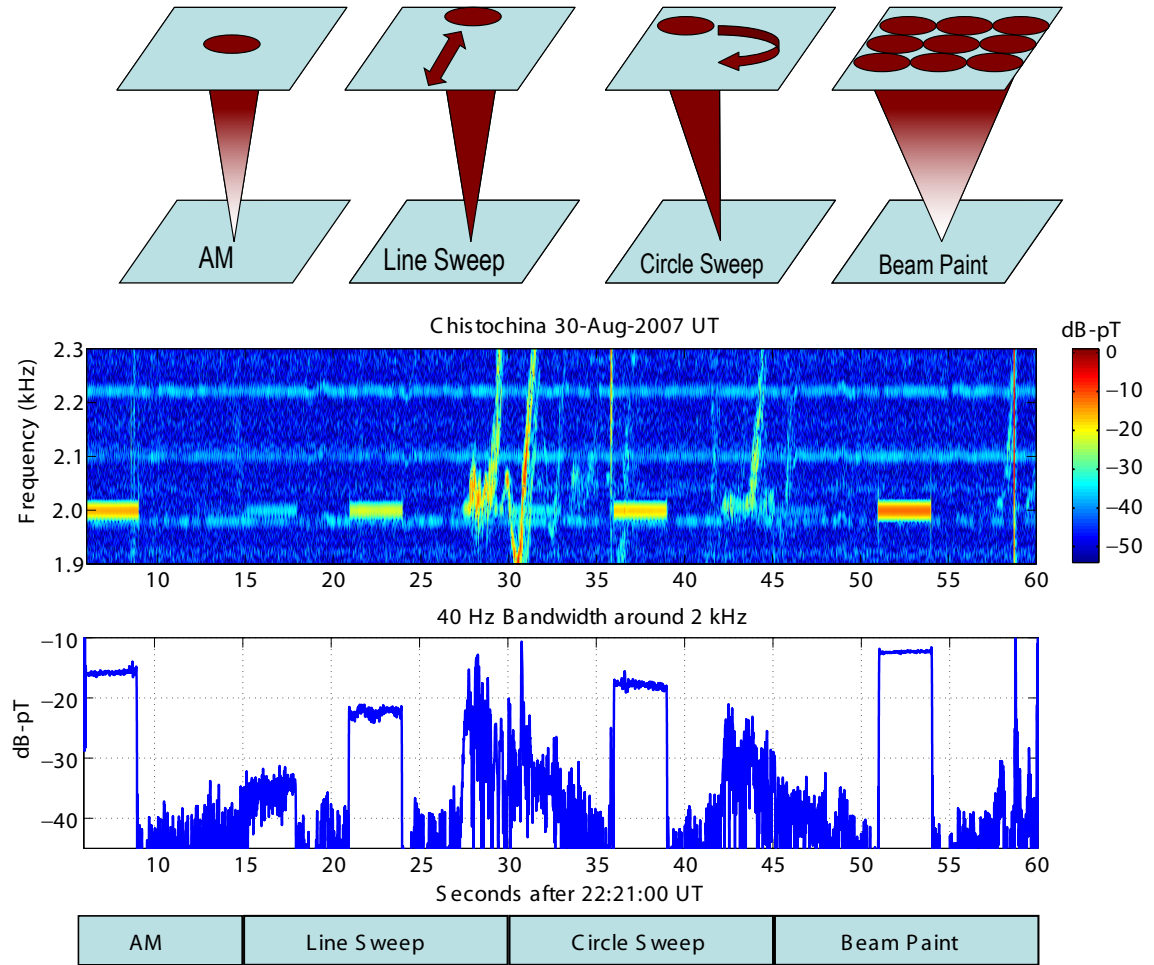 AM Line Sweep Circle Sweep Beam Paint
Chistochina 30-Aug-2007 UT
dB-pT
Frequency (kHz)
2.3
2.2
2.1
2.0
1.9
10 15 20 25 30 35 40 45 50 55 60
0
−10
−20
−30
−40
−50
40 Hz Bandwidth around 2 kHz
dB-pT
−10
−20
−30
−40
10 15 20 25 30 35 40 45 50 55 60
Seconds after 22:21:00 UT
AM Line Sweep Circle Sweep Beam Paint